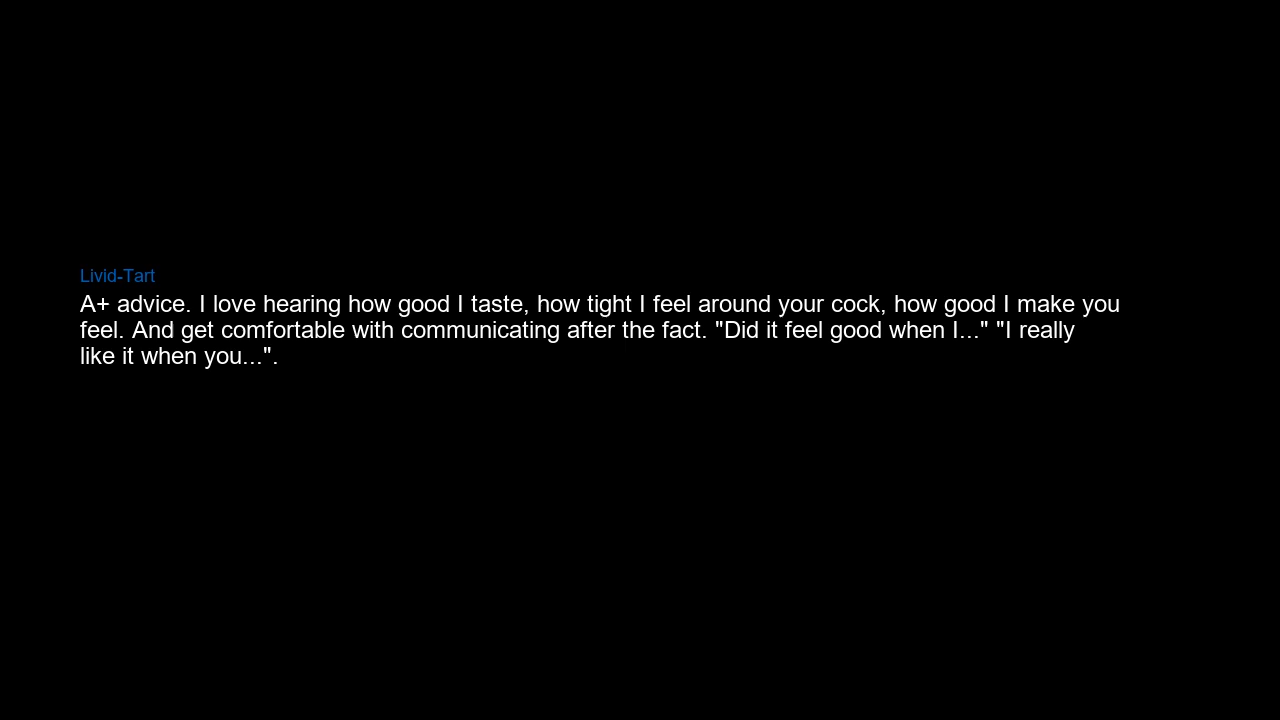 Livid-Tart
A+ advice. I love hearing how good I taste, how tight I feel around your cock, how good I make you
feel. And get comfortable with communicating after the fact. "Did it feel good when I..." "I really
like it when you...".